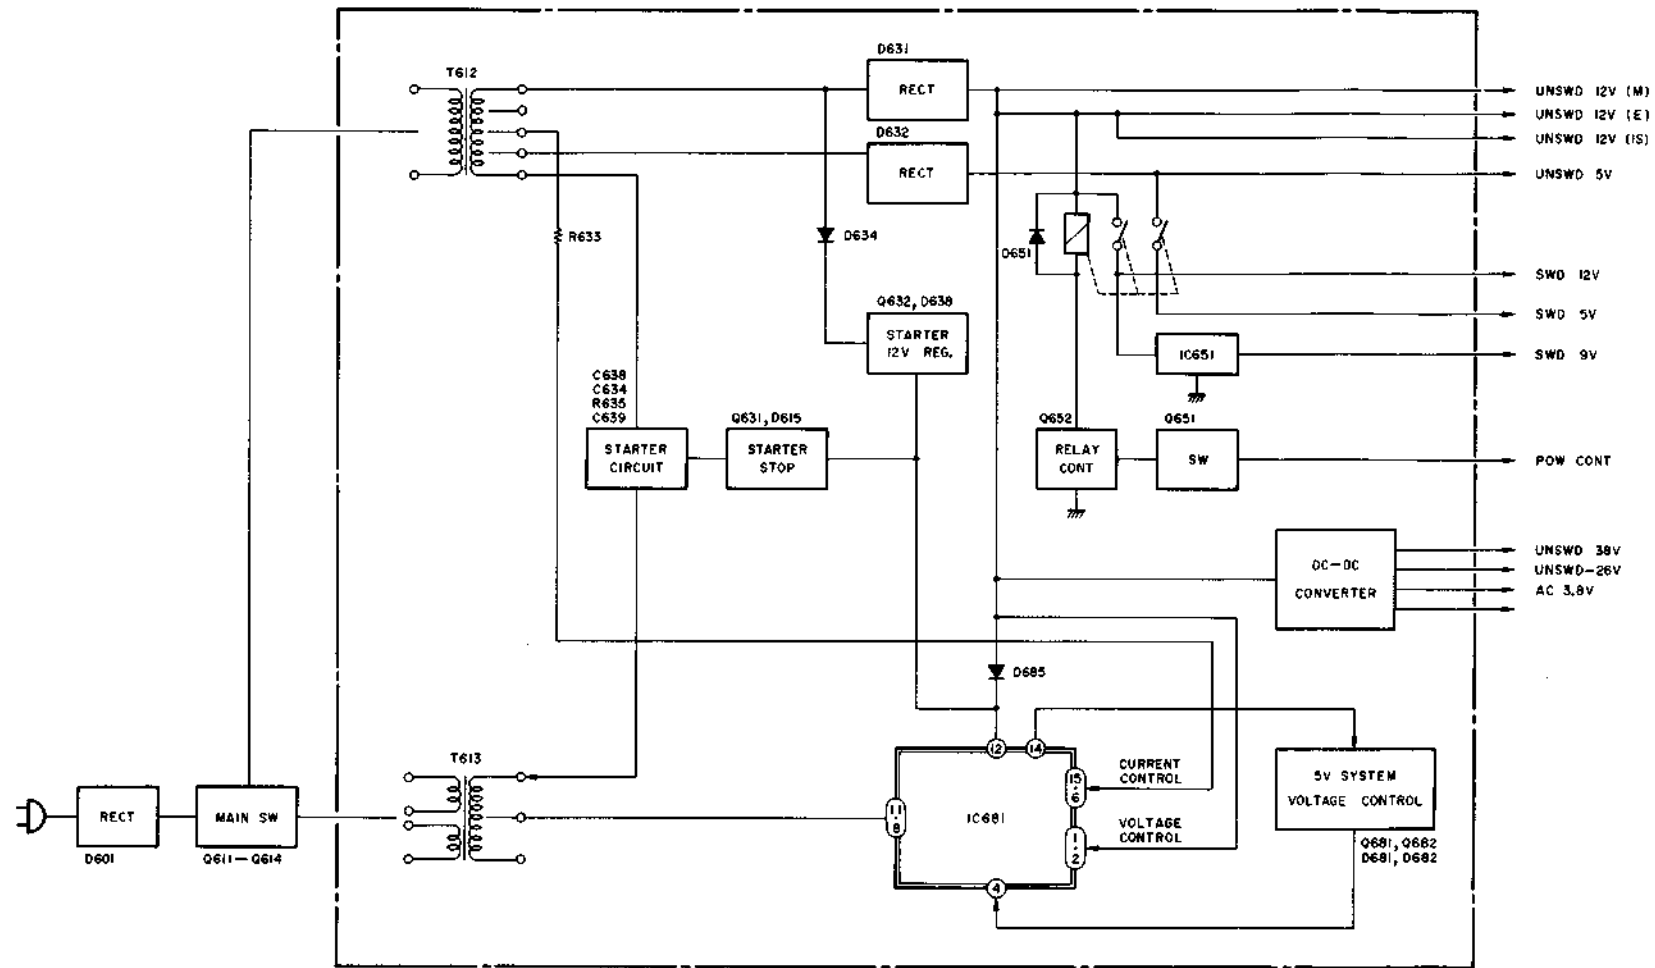 D631
T612
RECT
UNSWD 12V (M)
UNSWD 12V (E)
D632
UNSWD 12V (IS)
RECT
UNSWD 5V
R633
D634
D651
SWD 12V
Q632, D638
SWD 5V
STARTER
12V REG.
IC651
SWD 9V
C638
C634
R635
C639
Q631, D615
Q652
Q651
STARTER
CIRCUIT
STARTER
STOP
RELAY
CONT
SW
POW CONT
UNSWD 38V
DC-DC
CONVERTER
UNSWD-26V
AC 3.8V
D685
12
14
T613
CURRENT
CONTROL
15-6
5V SYSTEM
VOLTAGE CONTROL
RECT
MAIN SW
11-8
IC681
VOLTAGE
CONTROL
1-2
Q681, Q682
D681, D682
D601
Q611-Q614
4